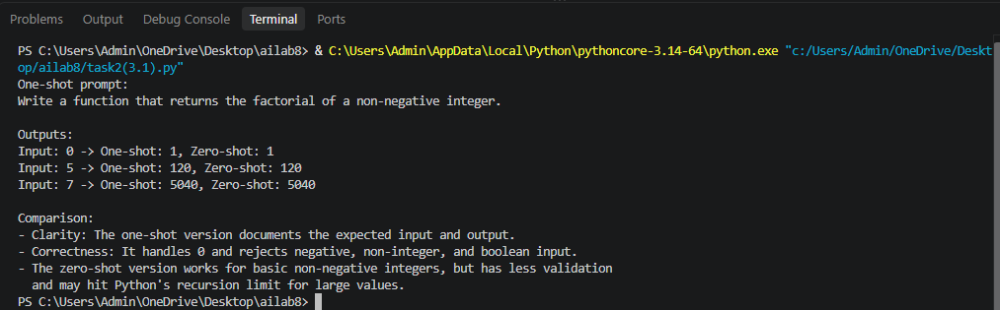 Problems Output Debug Console Terminal Ports
PS C:\Users\Admin\OneDrive\Desktop\ailab8> & C:\Users\Admin\AppData\Local\Python\pythoncore-3.14-64\python.exe "c:/Users/Admin/OneDrive/Deskt
op/ailab8/task2(3.1).py"
One-shot prompt:
Write a function that returns the factorial of a non-negative integer.

Outputs:
Input: 0 -> One-shot: 1, Zero-shot: 1
Input: 5 -> One-shot: 120, Zero-shot: 120
Input: 7 -> One-shot: 5040, Zero-shot: 5040

Comparison:
- Clarity: The one-shot version documents the expected input and output.
- Correctness: It handles 0 and rejects negative, non-integer, and boolean input.
- The zero-shot version works for basic non-negative integers, but has less validation
  and may hit Python's recursion limit for large values.
PS C:\Users\Admin\OneDrive\Desktop\ailab8>